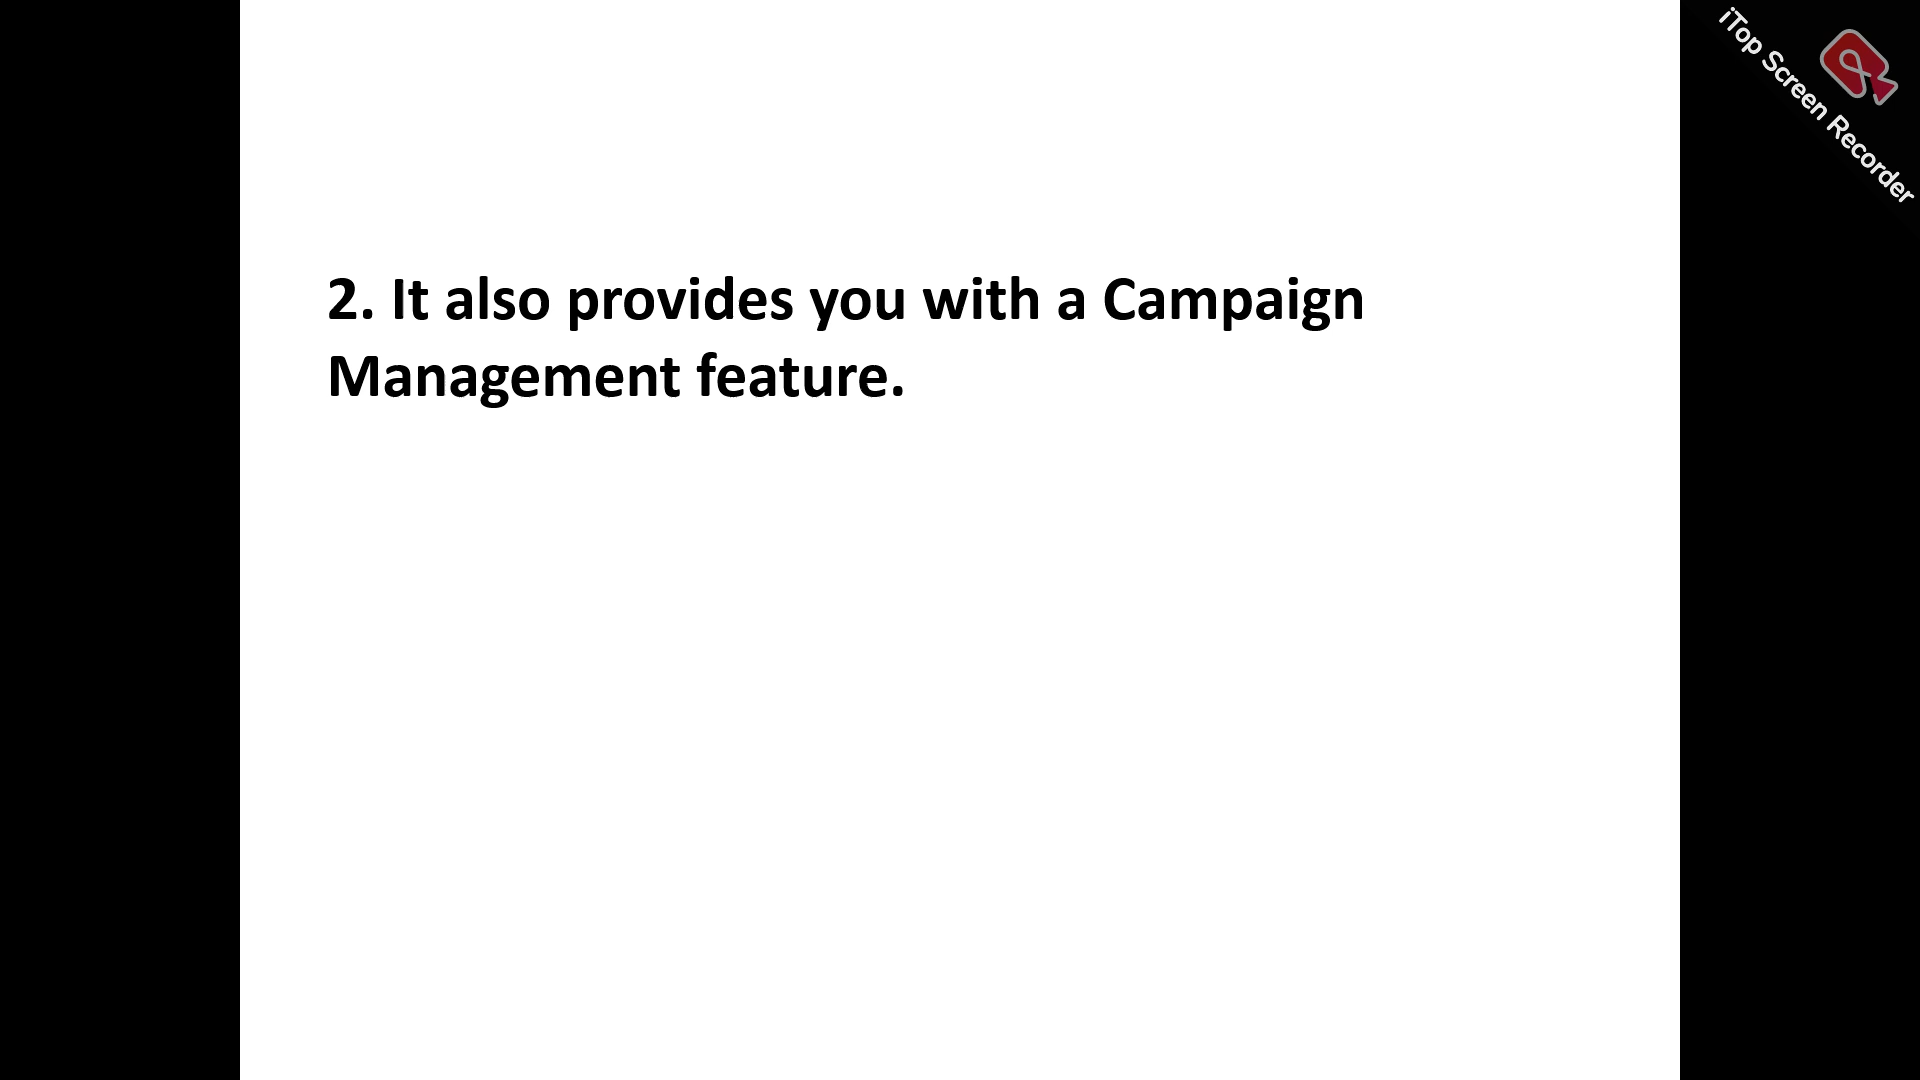 2. It also provides you with a Campaign
Management feature.
iTop Screen Recorder